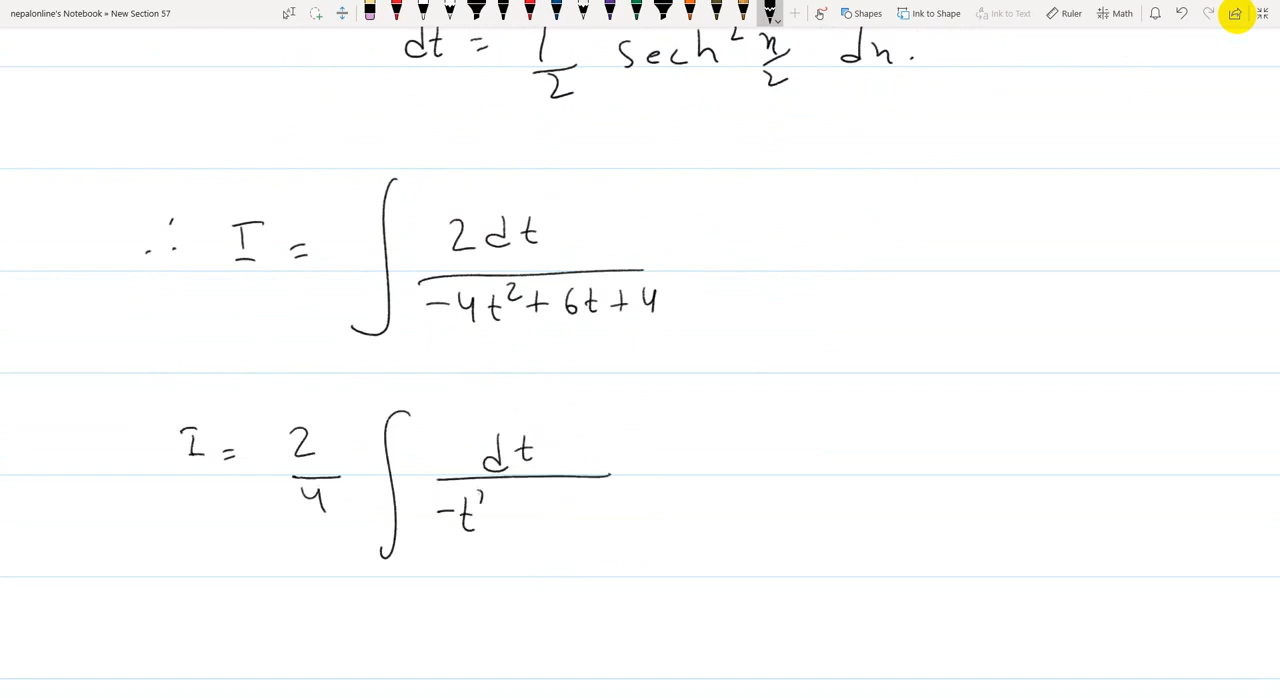 nepalonline's Notebook » New Section 57 Shapes Ink to Shape Ink to Text Ruler Math
dt = 1/2 sech² x/2 dx.
∴ I = ∫ 2dt / (-4t² + 6t + 4)
I = 2/4 ∫ dt / -t²